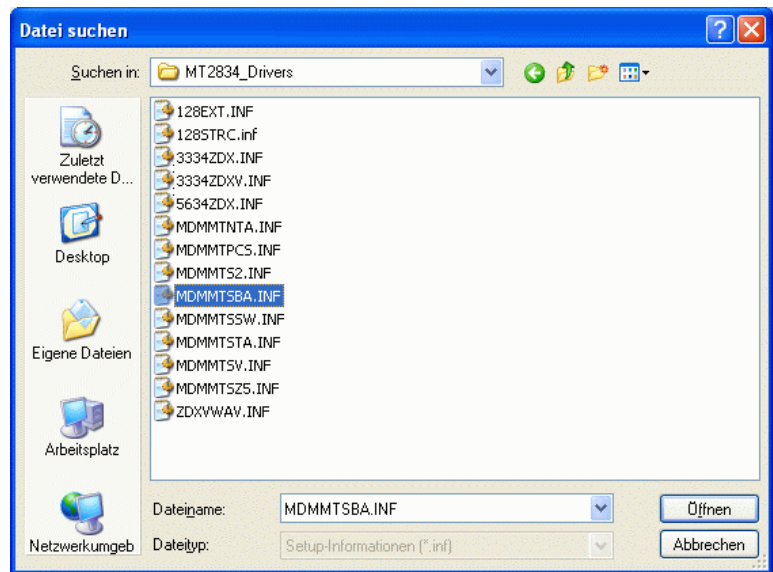 Datei suchen
Suchen in:
MT2834_Drivers
Zuletzt
verwendete D...
Desktop
Eigene Dateien
Arbeitsplatz
Netzwerkumgeb
128EXT.INF
128STRC.inf
3334ZDX.INF
3334ZDXV.INF
5634ZDX.INF
MDMMTNTA.INF
MDMMTPCS.INF
MDMMTS2.INF
MDMMTSBA.INF
MDMMTSSW.INF
MDMMTSTA.INF
MDMMTSV.INF
MDMMTSZ5.INF
ZDXVWAV.INF
Dateiname:
MDMMTSBA.INF
Öffnen
Dateityp:
Setup-Informationen (*.inf)
Abbrechen